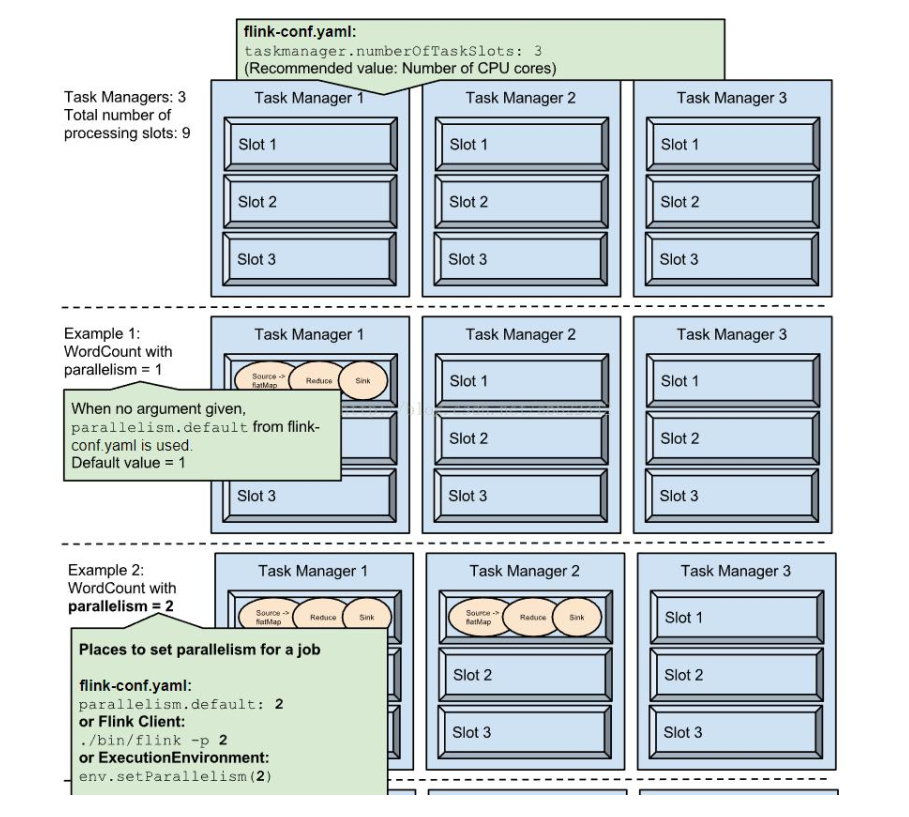 flink-conf.yaml:
taskmanager.numberOfTaskSlots: 3
(Recommended value: Number of CPU cores)
Task Managers: 3
Total number of
processing slots: 9
Task Manager 1
Slot 1
Slot 2
Slot 3
Task Manager 2
Slot 1
Slot 2
Slot 3
Task Manager 3
Slot 1
Slot 2
Slot 3
Example 1:
WordCount with
parallelism = 1
When no argument given,
parallelism.default from flink-
conf.yaml is used.
Default value = 1
Task Manager 1
Source ->
flatMap
Reduce
Sink
Slot 3
Task Manager 2
Slot 1
Slot 2
Slot 3
Task Manager 3
Slot 1
Slot 2
Slot 3
Example 2:
WordCount with
parallelism = 2
Places to set parallelism for a job
flink-conf.yaml:
parallelism.default: 2
or Flink Client:
./bin/flink -p 2
or ExecutionEnvironment:
env.setParallelism(2)
Task Manager 1
Source ->
flatMap
Reduce
Sink
Task Manager 2
Source ->
flatMap
Reduce
Sink
Slot 2
Slot 3
Task Manager 3
Slot 1
Slot 2
Slot 3